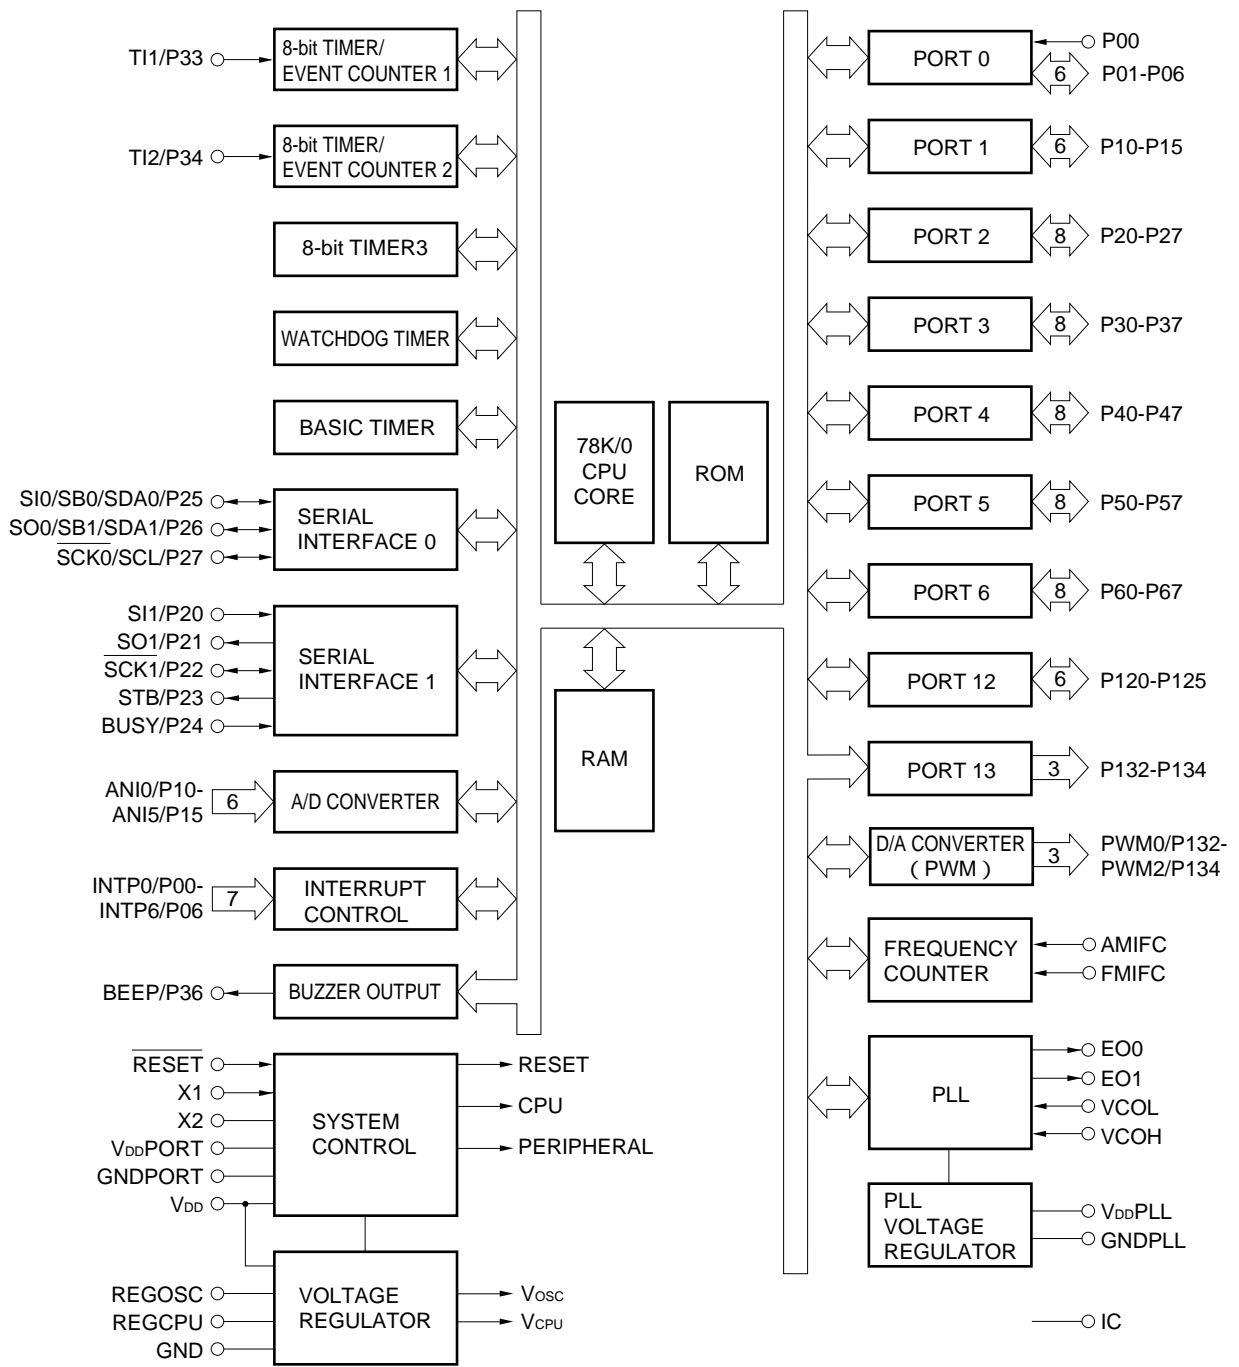 TI1/P33
8-bit TIMER/
EVENT COUNTER 1
TI2/P34
8-bit TIMER/
EVENT COUNTER 2
8-bit TIMER3
WATCHDOG TIMER
BASIC TIMER
SI0/SB0/SDA0/P25
SO0/SB1/SDA1/P26
SCK0/SCL/P27
SERIAL
INTERFACE 0
SI1/P20
SO1/P21
SCK1/P22
STB/P23
BUSY/P24
SERIAL
INTERFACE 1
ANI0/P10-
ANI5/P15
6
A/D CONVERTER
INTP0/P00-
INTP6/P06
7
INTERRUPT
CONTROL
BEEP/P36
BUZZER OUTPUT
RESET
X1
X2
VDDPORT
GNDPORT
VDD
SYSTEM
CONTROL
RESET
CPU
PERIPHERAL
REGOSC
REGCPU
GND
VOLTAGE
REGULATOR
VOSC
VCPU
78K/0
CPU
CORE
ROM
RAM
PORT 0
P00
6
P01-P06
PORT 1
6
P10-P15
PORT 2
8
P20-P27
PORT 3
8
P30-P37
PORT 4
8
P40-P47
PORT 5
8
P50-P57
PORT 6
8
P60-P67
PORT 12
6
P120-P125
PORT 13
3
P132-P134
D/A CONVERTER
( PWM )
3
PWM0/P132-
PWM2/P134
FREQUENCY
COUNTER
AMIFC
FMIFC
PLL
EO0
EO1
VCOL
VCOH
PLL
VOLTAGE
REGULATOR
VDDPLL
GNDPLL
IC